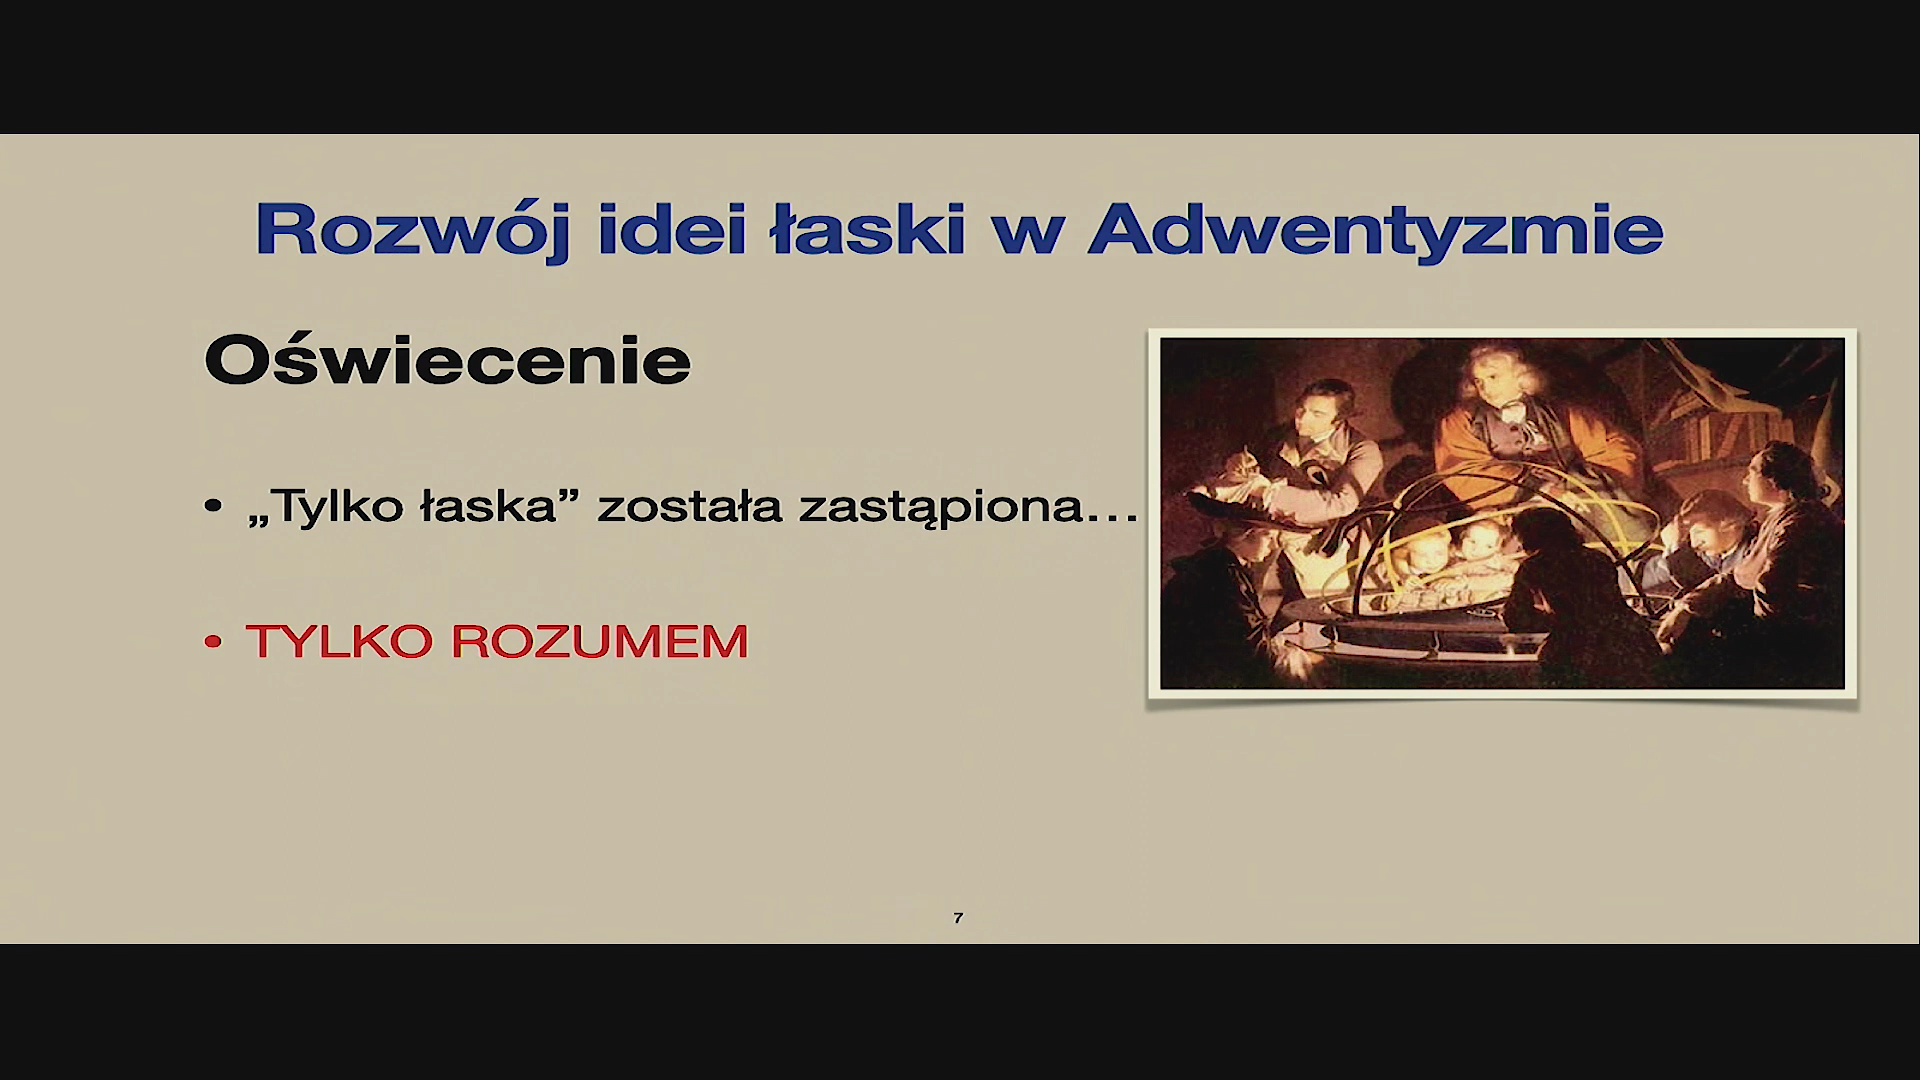 Rozwój idei łaski w Adwentyzmie
Oświecenie
• „Tylko łaska” została zastąpiona…
• TYLKO ROZUMEM
7